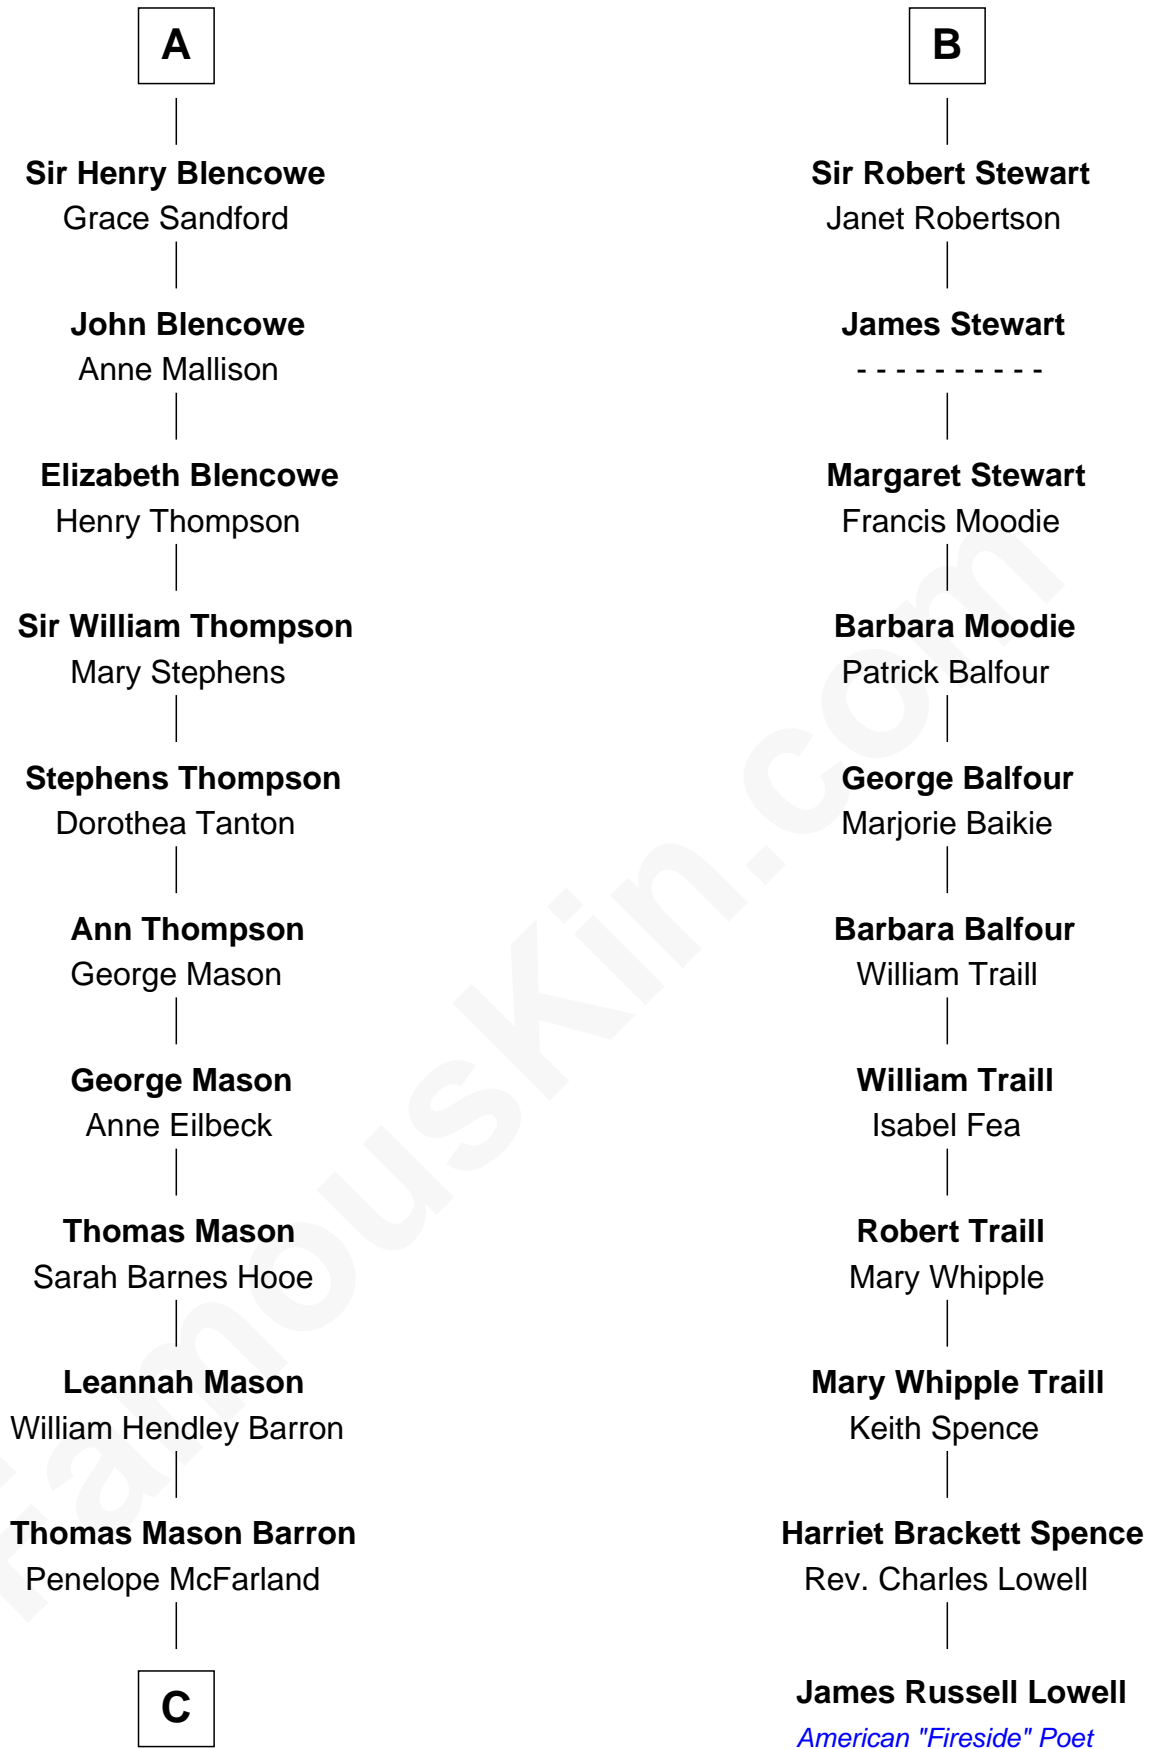 A
Sir Henry Blencowe
Grace Sandford
John Blencowe
Anne Mallison
Elizabeth Blencowe
Henry Thompson
Sir William Thompson
Mary Stephens
Stephens Thompson
Dorothea Tanton
Ann Thompson
George Mason
George Mason
Anne Eilbeck
Thomas Mason
Sarah Barnes Hooe
Leannah Mason
William Hendley Barron
Thomas Mason Barron
Penelope McFarland
C
B
Sir Robert Stewart
Janet Robertson
James Stewart
- - - - - - - - - -
Margaret Stewart
Francis Moodie
Barbara Moodie
Patrick Balfour
George Balfour
Marjorie Baikie
Barbara Balfour
William Traill
William Traill
Isabel Fea
Robert Traill
Mary Whipple
Mary Whipple Traill
Keith Spence
Harriet Brackett Spence
Rev. Charles Lowell
James Russell Lowell
American "Fireside" Poet
FamousKin.com